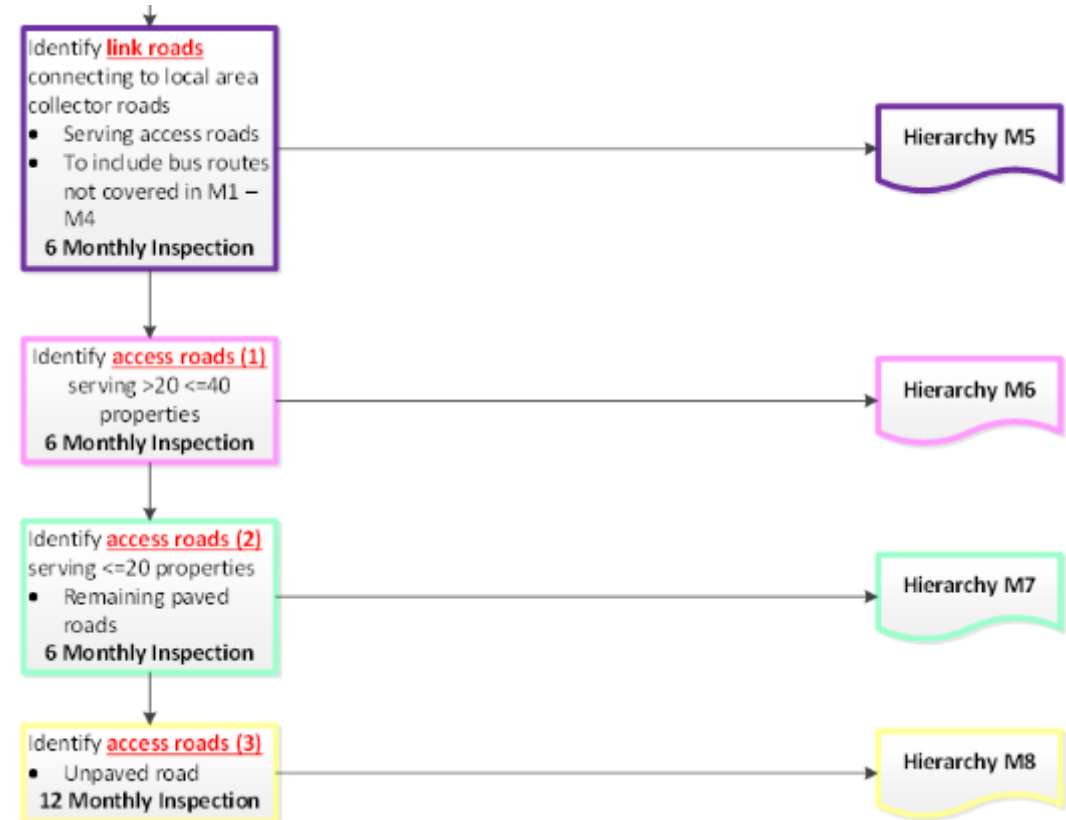 Identify link roads
connecting to local area
collector roads
• Serving access roads
• To include bus routes
not covered in M1 –
M4
6 Monthly Inspection
Hierarchy M5
Identify access roads (1)
serving >20 <=40
properties
6 Monthly Inspection
Hierarchy M6
Identify access roads (2)
serving <=20 properties
• Remaining paved
roads
6 Monthly Inspection
Hierarchy M7
Identify access roads (3)
• Unpaved road
12 Monthly Inspection
Hierarchy M8